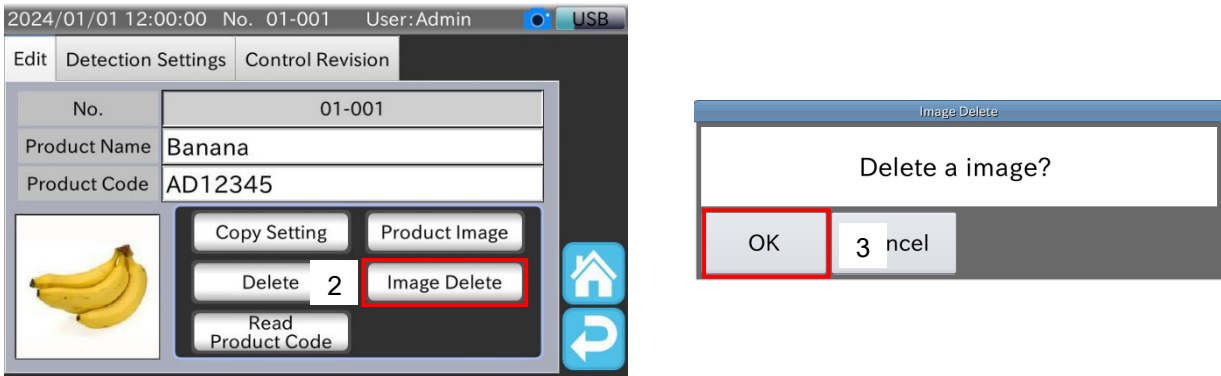 2024/01/01 12:00:00 No. 01-001 User:Admin USB
Edit Detection Settings Control Revision
No. 01-001
Product Name Banana
Product Code AD12345
Copy Setting Product Image
Delete 2 Image Delete
Read
Product Code
Image Delete
Delete a image?
OK 3 ncel